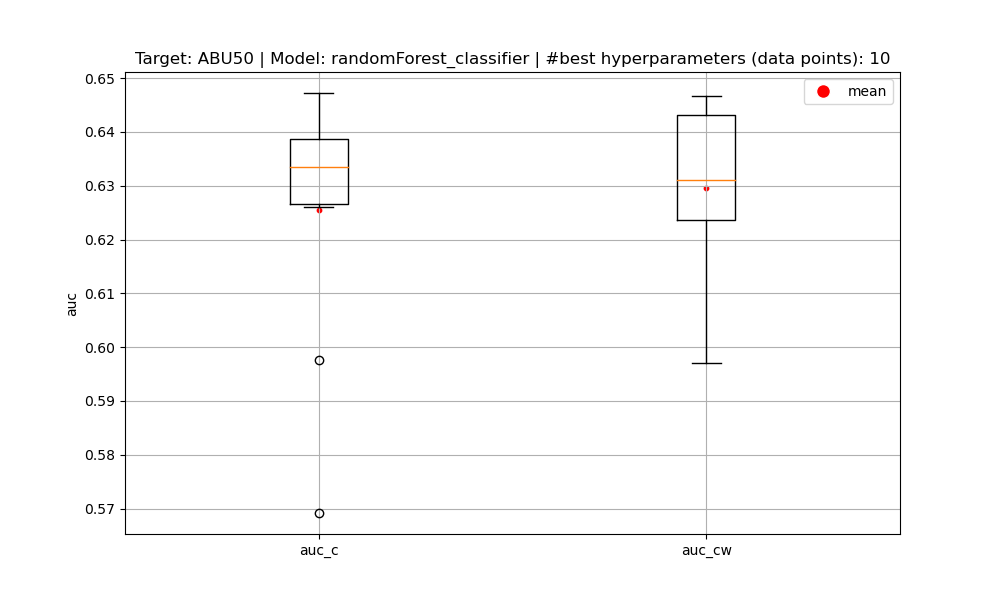 Target: ABU50 | Model: randomForest_classifier | #best hyperparameters (data points): 10
mean
0.65
0.64
0.63
0.62
0.61
0.60
0.59
0.58
0.57
auc
auc_c
auc_cw